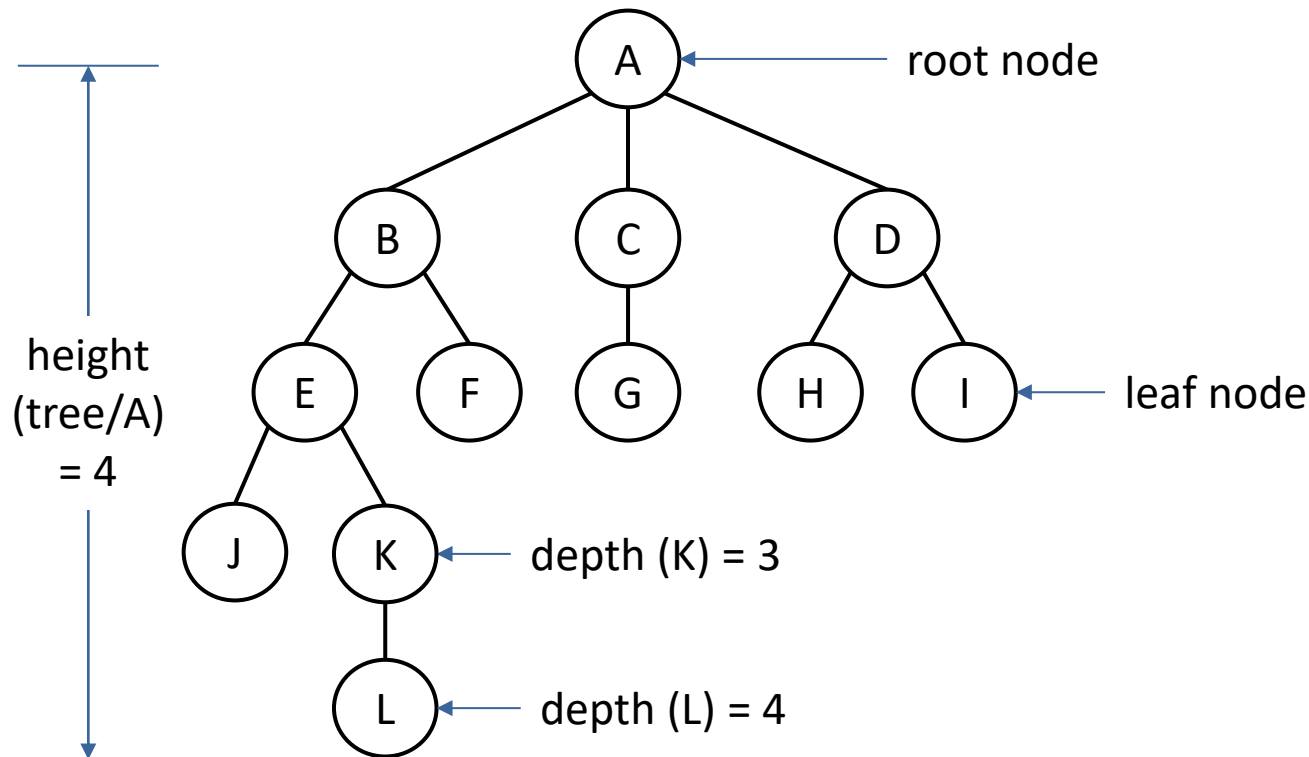 A
root node
B
C
D
height
(tree/A)
= 4
E
F
G
H
I
leaf node
J
K
depth (K) = 3
L
depth (L) = 4